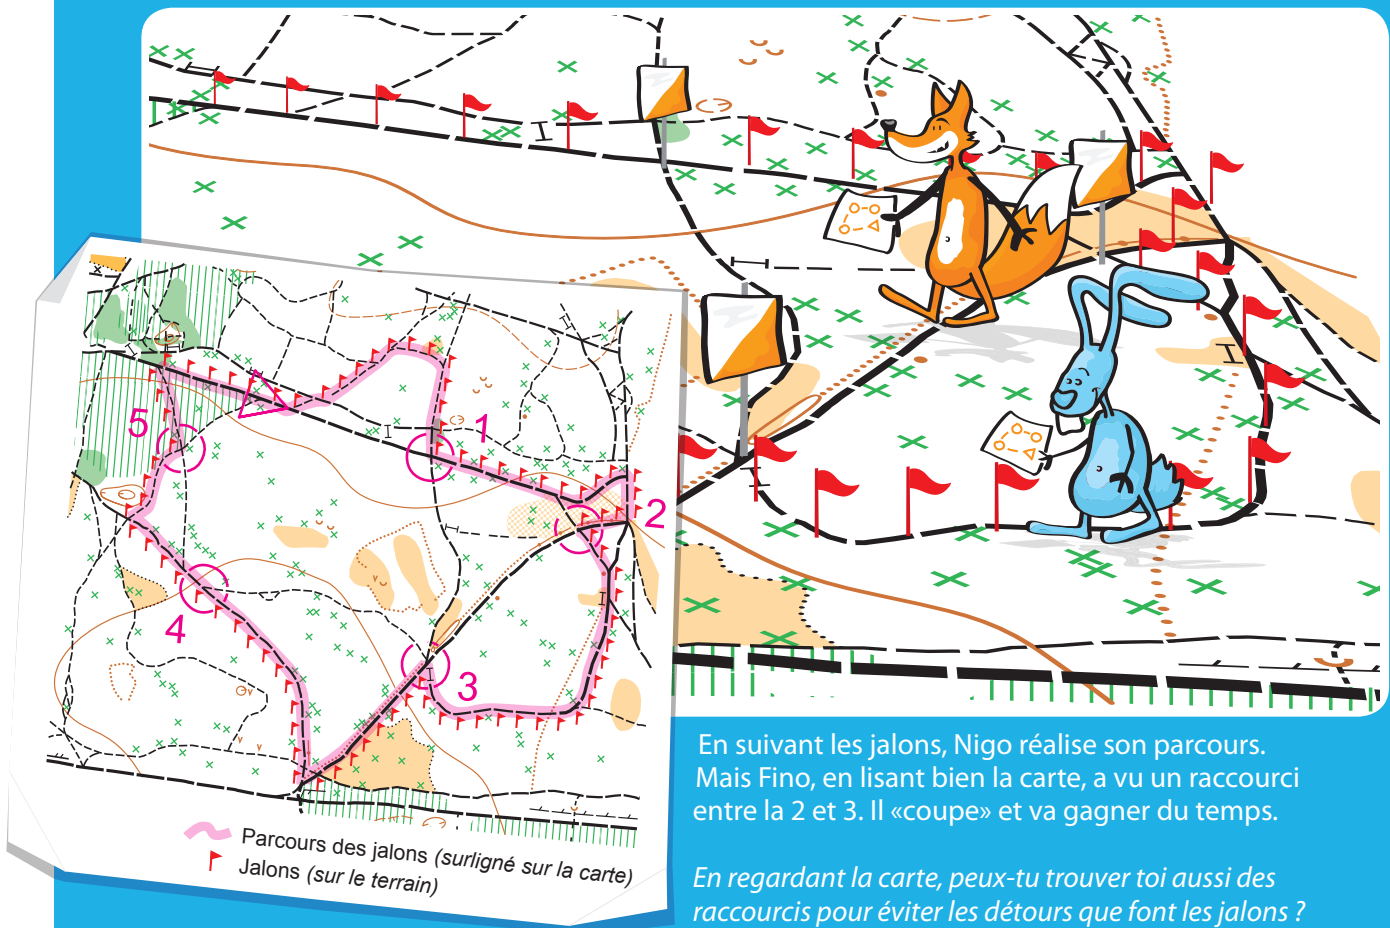 5
1
2
4
3
Parcours des jalons (surligné sur la carte)
Jalons (sur le terrain)
En suivant les jalons, Nigo réalise son parcours.
Mais Fino, en lisant bien la carte, a vu un raccourci
entre la 2 et 3. Il «coupe» et va gagner du temps.
En regardant la carte, peux-tu trouver toi aussi des
raccourcis pour éviter les détours que font les jalons ?